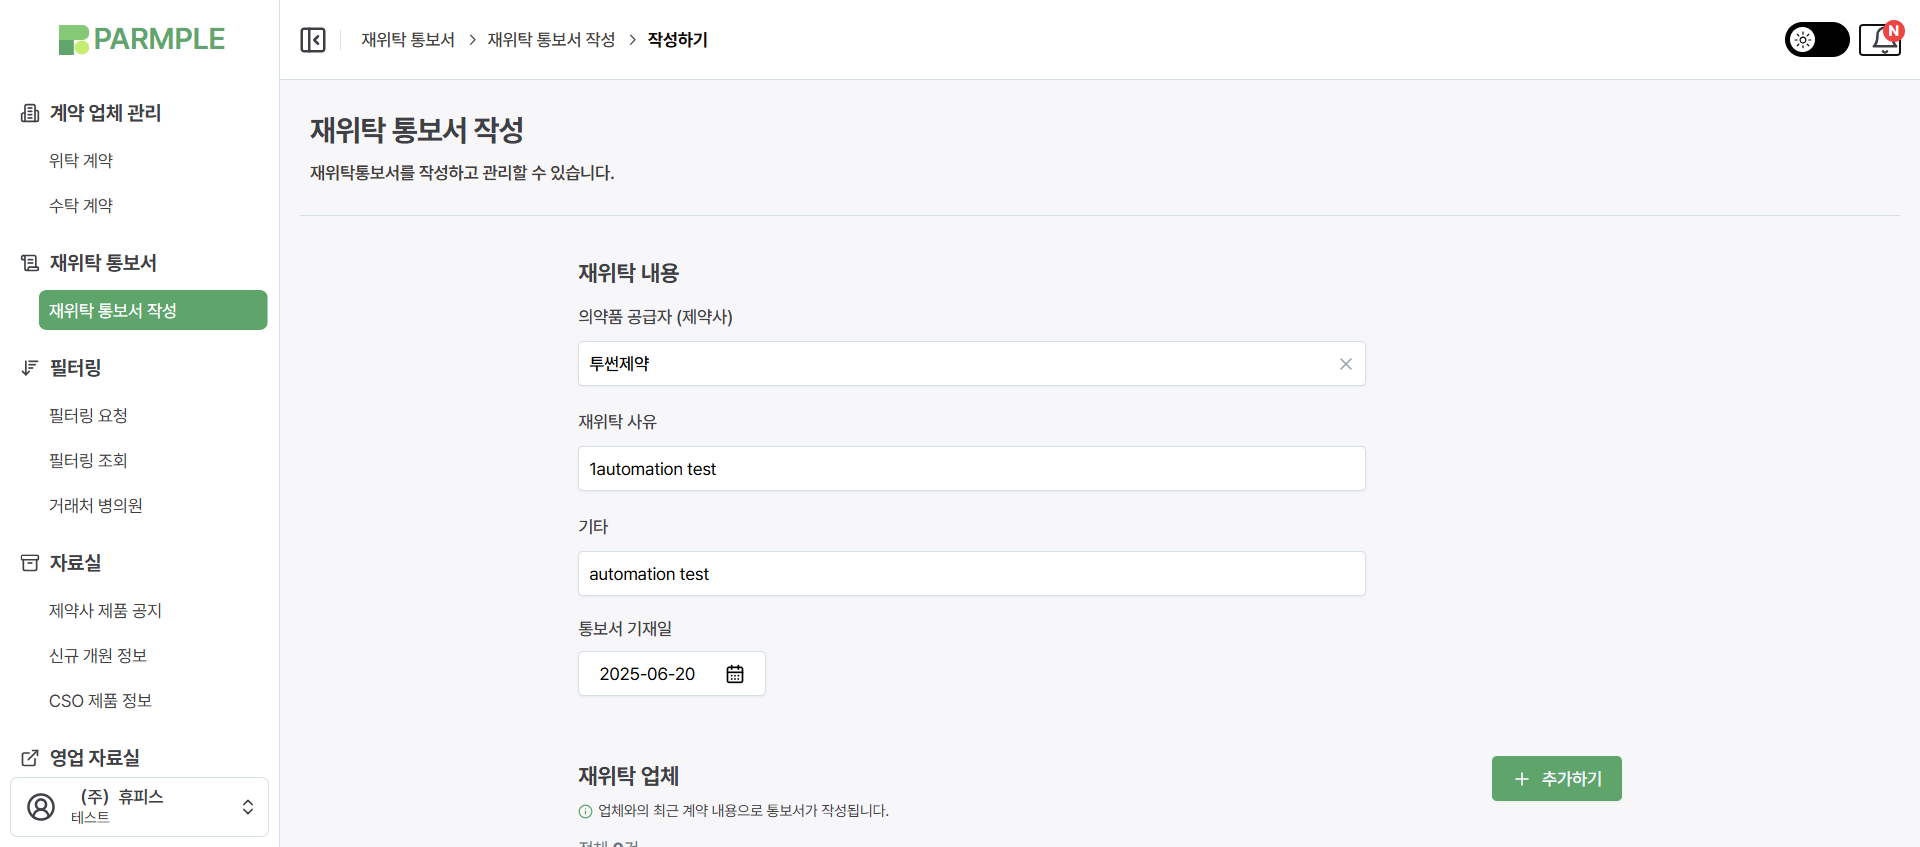 PARMPLE
계약 업체 관리
위탁 계약
수탁 계약
재위탁 통보서
재위탁 통보서 작성
필터링
필터링 요청
필터링 조회
거래처 병의원
자료실
제약사 제품 공지
신규 개원 정보
CSO 제품 정보
영업 자료실
(주) 휴피스
테스트
재위탁 통보서 > 재위탁 통보서 작성 > 작성하기
N
재위탁 통보서 작성
재위탁통보서를 작성하고 관리할 수 있습니다.
재위탁 내용
의약품 공급자 (제약사)
투썬제약
재위탁 사유
1automation test
기타
automation test
통보서 기재일
2025-06-20
재위탁 업체
추가하기
업체와의 최근 계약 내용으로 통보서가 작성됩니다.
전체 0건